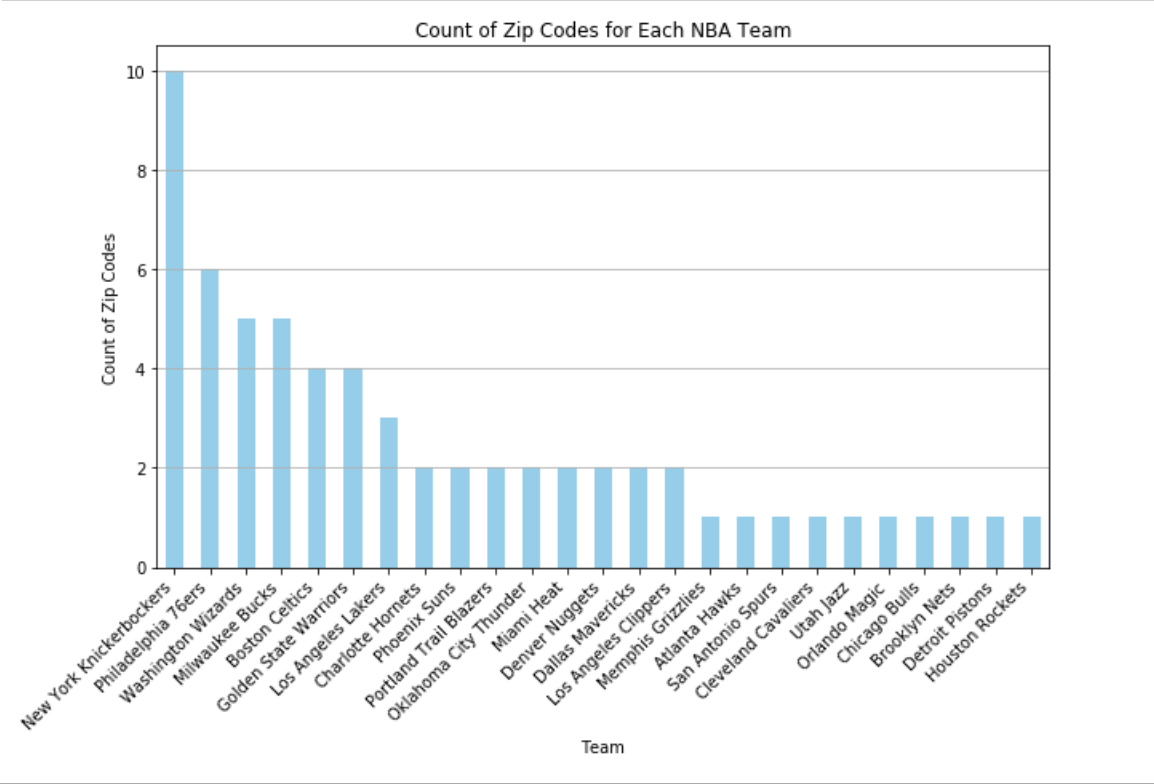 Count of Zip Codes for Each NBA Team
Count of Zip Codes
10
8
6
4
2
0
New York Knickerbockers
Philadelphia 76ers
Washington Wizards
Milwaukee Bucks
Boston Celtics
Golden State Warriors
Los Angeles Lakers
Charlotte Hornets
Phoenix Suns
Portland Trail Blazers
Oklahoma City Thunder
Miami Heat
Denver Nuggets
Dallas Mavericks
Los Angeles Clippers
Memphis Grizzlies
Atlanta Hawks
San Antonio Spurs
Cleveland Cavaliers
Utah Jazz
Orlando Magic
Chicago Bulls
Brooklyn Nets
Detroit Pistons
Houston Rockets
Team